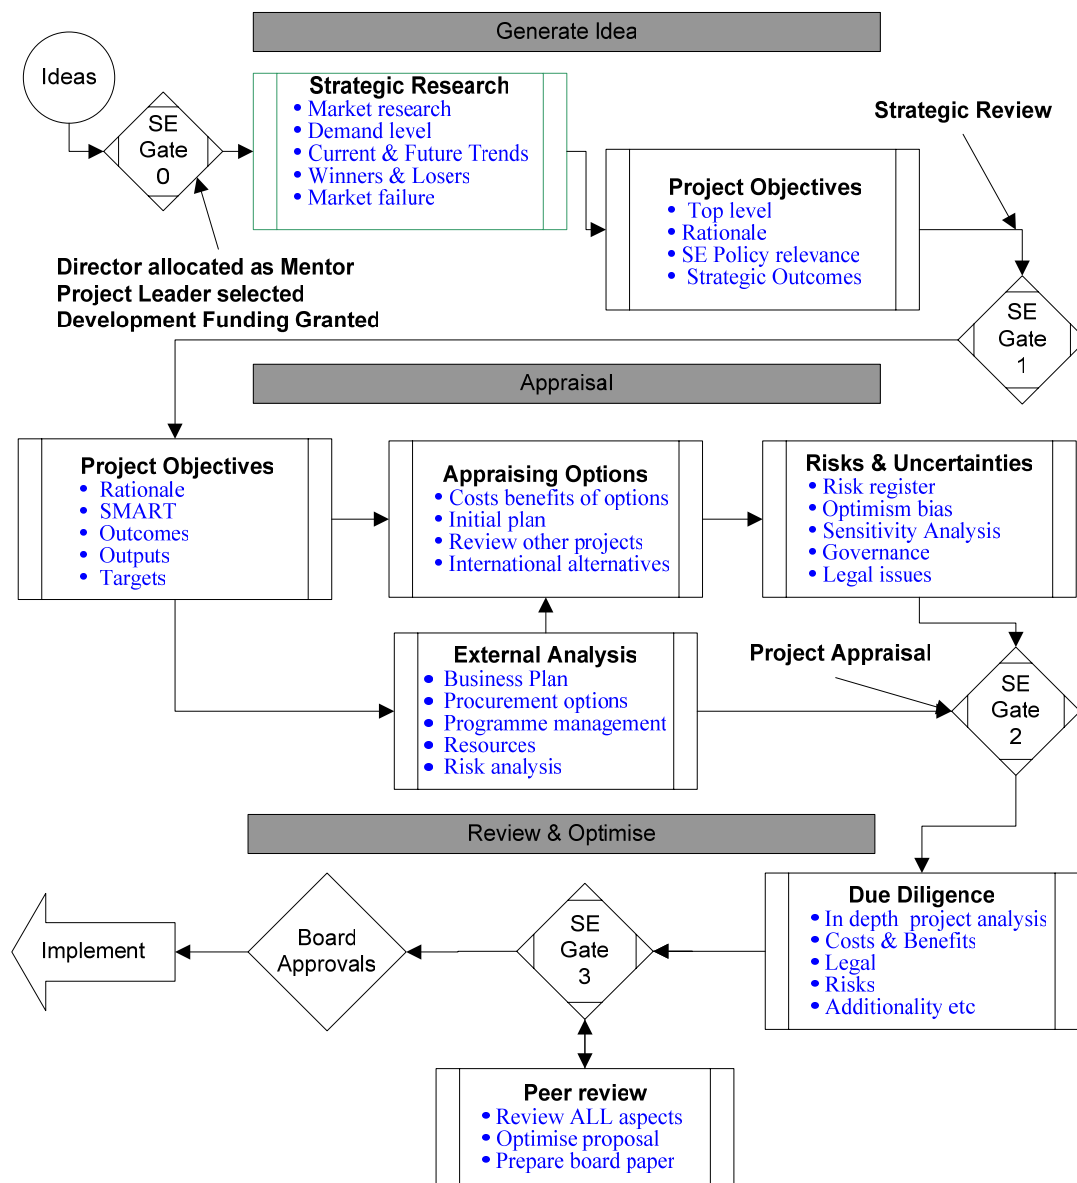 Generate Idea
Ideas
SE
Gate
0
Strategic Research
• Market research
• Demand level
• Current & Future Trends
• Winners & Losers
• Market failure
Strategic Review
Project Objectives
• Top level
• Rationale
• SE Policy relevance
• Strategic Outcomes
Director allocated as Mentor
Project Leader selected
Development Funding Granted
SE
Gate
1
Appraisal
Project Objectives
• Rationale
• SMART
• Outcomes
• Outputs
• Targets
Appraising Options
• Costs benefits of options
• Initial plan
• Review other projects
• International alternatives
Risks & Uncertainties
• Risk register
• Optimism bias
• Sensitivity Analysis
• Governance
• Legal issues
External Analysis
• Business Plan
• Procurement options
• Programme management
• Resources
• Risk analysis
Project Appraisal
SE
Gate
2
Review & Optimise
Due Diligence
• In depth project analysis
• Costs & Benefits
• Legal
• Risks
• Additionality etc
SE
Gate
3
Board
Approvals
Implement
Peer review
• Review ALL aspects
• Optimise proposal
• Prepare board paper